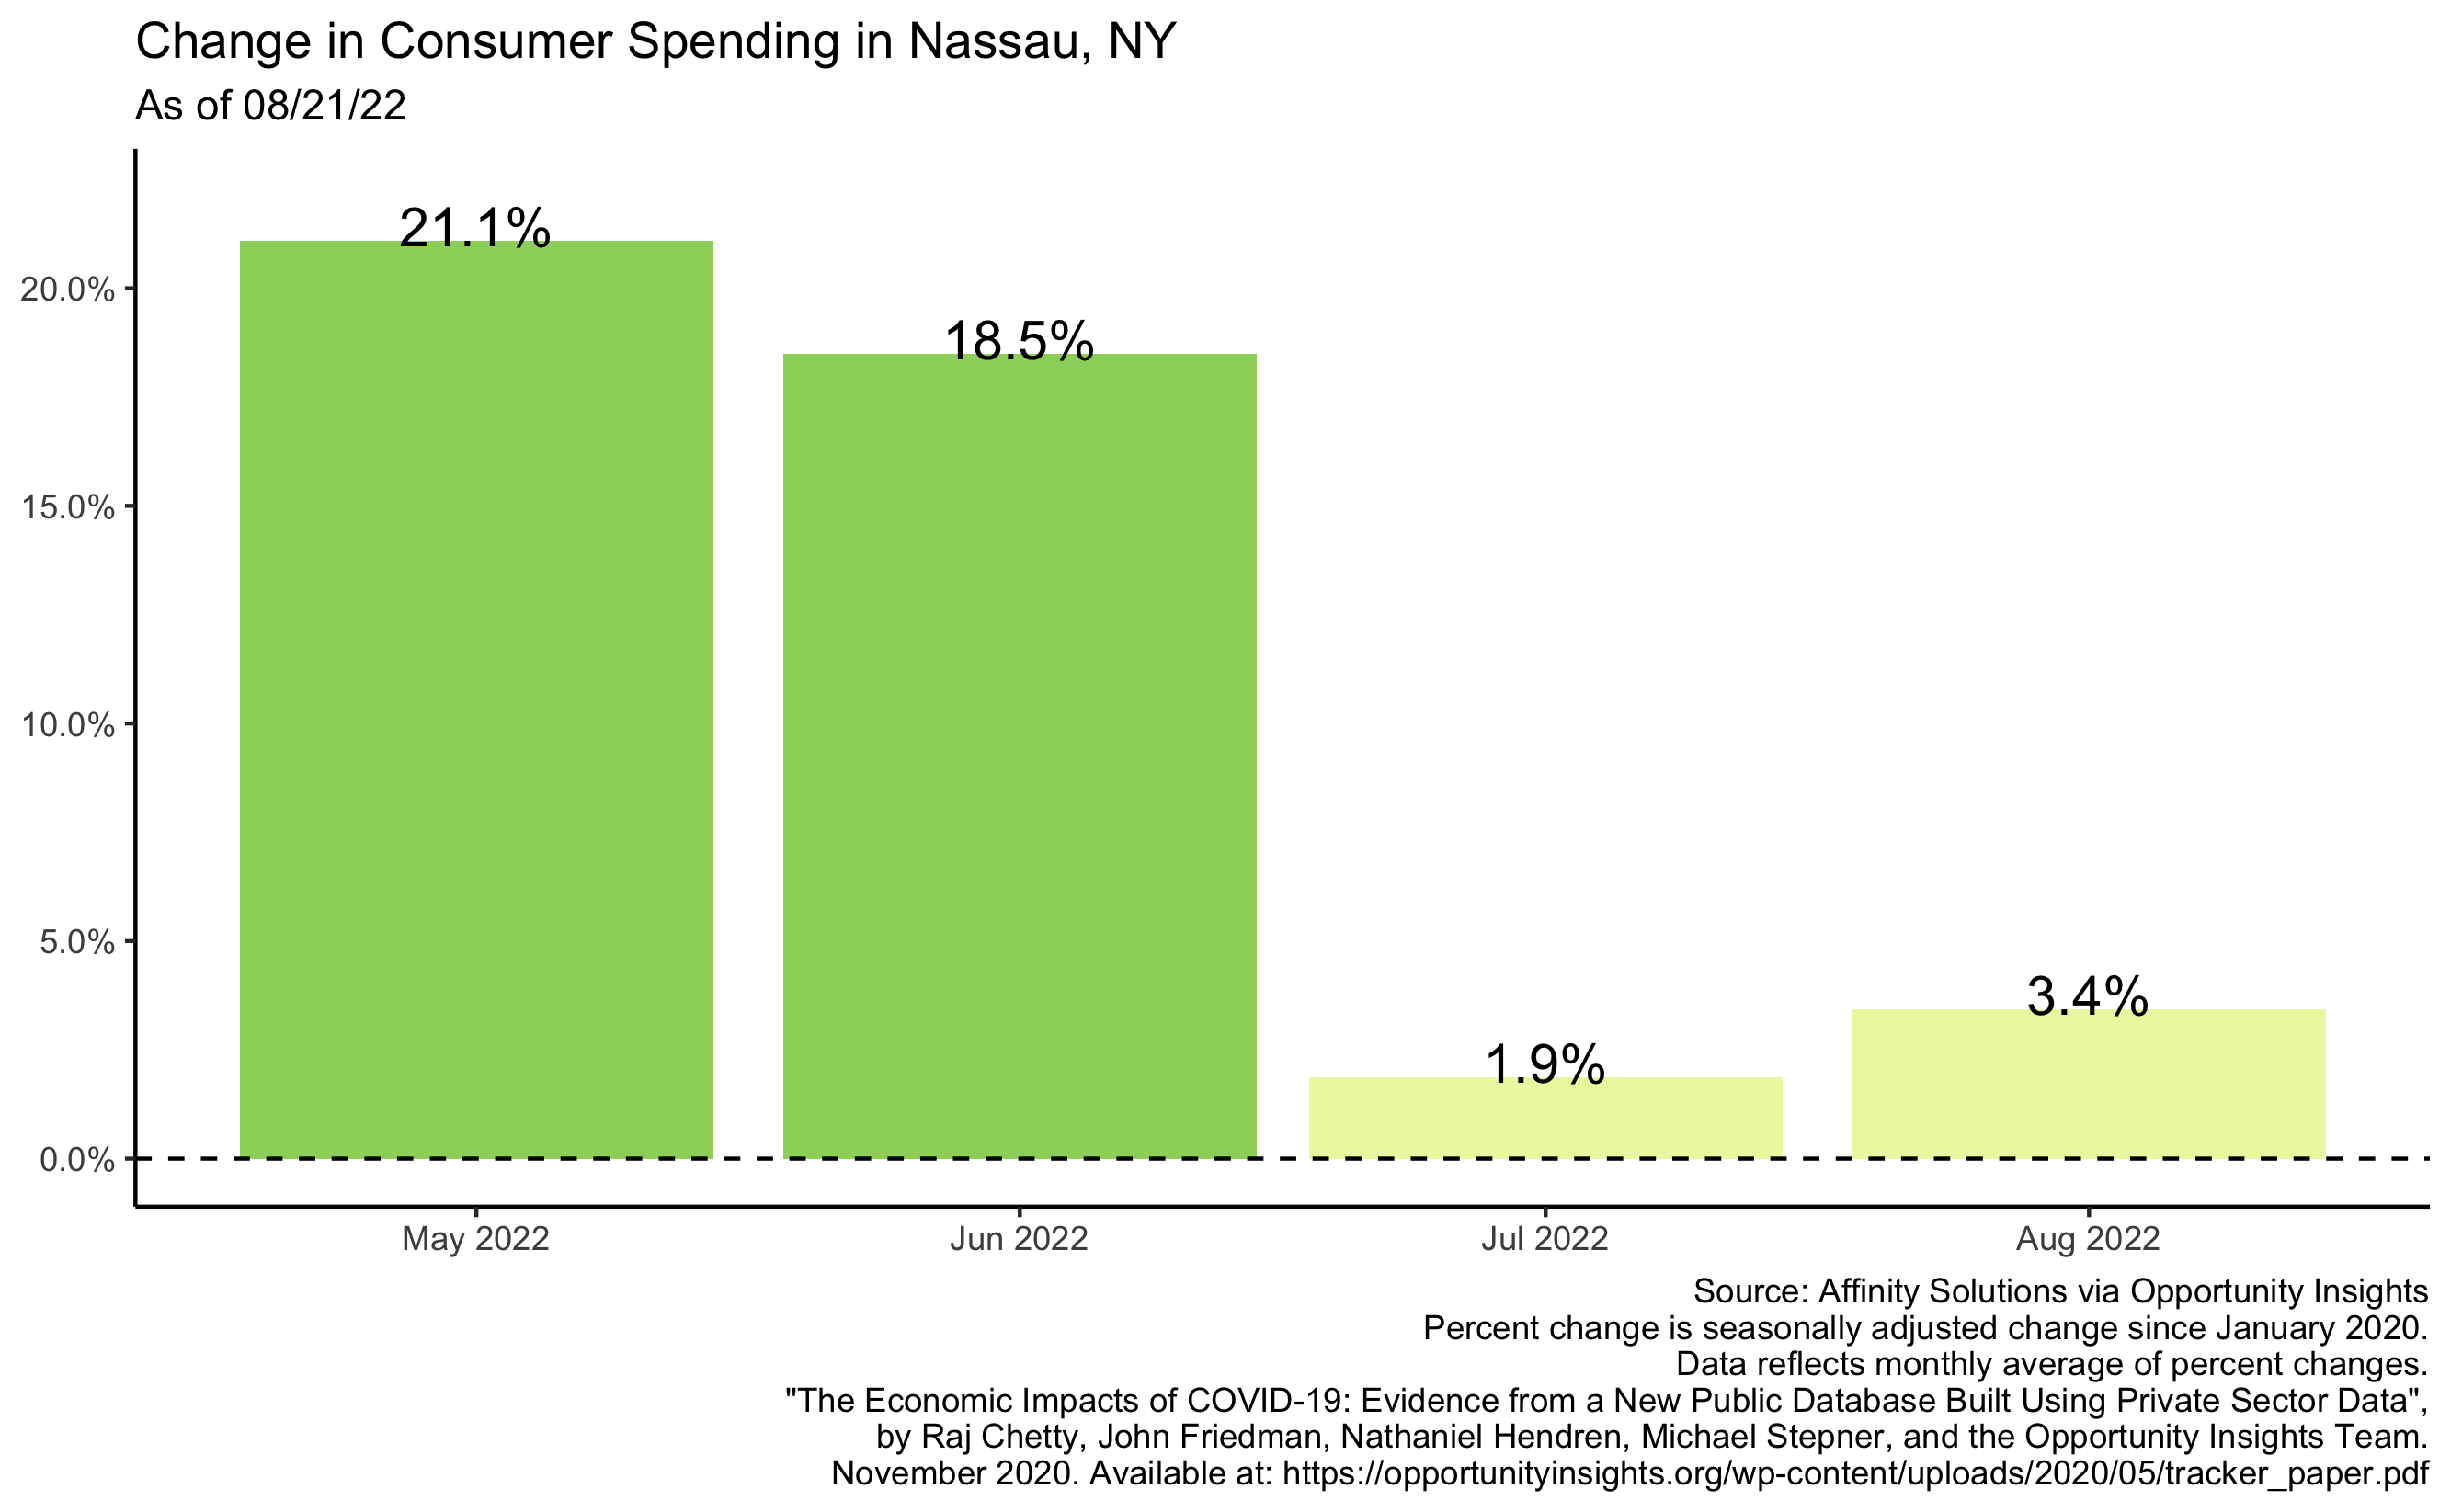 Change in Consumer Spending in Nassau, NY
As of 08/21/22
21.1%
20.0%
18.5%
15.0%
10.0%
5.0%
3.4%
1.9%
0.0%
May 2022
Jun 2022
Jul 2022
Aug 2022
Source: Affinity Solutions via Opportunity Insights
Percent change is seasonally adjusted change since January 2020.
Data reflects monthly average of percent changes.
"The Economic Impacts of COVID-19: Evidence from a New Public Database Built Using Private Sector Data",
by Raj Chetty, John Friedman, Nathaniel Hendren, Michael Stepner, and the Opportunity Insights Team.
November 2020. Available at: https://opportunityinsights.org/wp-content/uploads/2020/05/tracker_paper.pdf